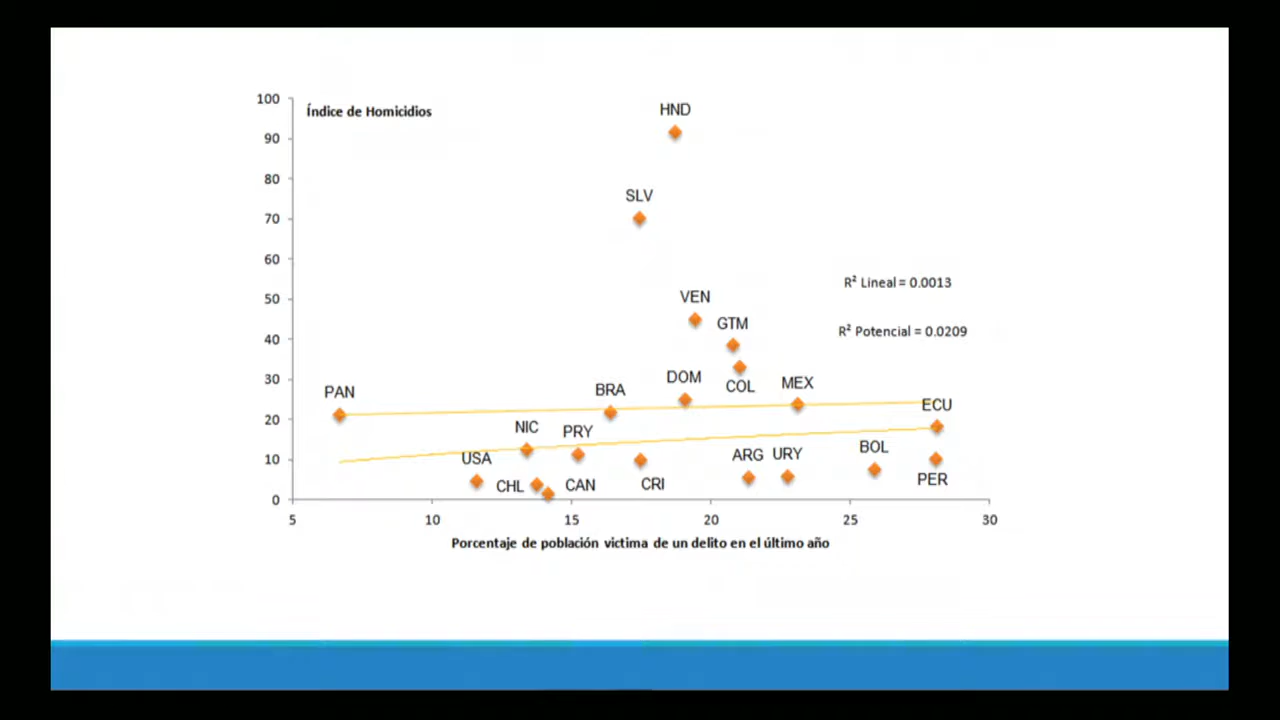 100
Índice de Homicidios
HND
90
80
SLV
70
60
R² Lineal = 0.0013
VEN
50
GTM
R² Potencial = 0.0209
40
DOM
COL
MEX
30
PAN
BRA
ECU
20
NIC
PRY
USA
ARG
URY
BOL
10
CHL
CAN
CRI
PER
0
5
10
15
20
25
30
Porcentaje de población victima de un delito en el último año